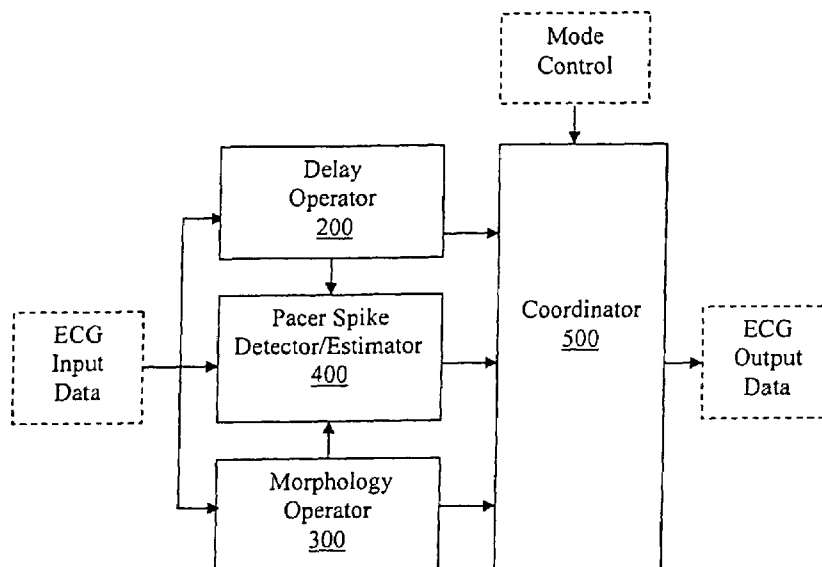 Mode
Control
Delay
Operator
200
ECG
Input
Data
Pacer Spike
Detector/Estimator
400
Morphology
Operator
300
Coordinator
500
ECG
Output
Data